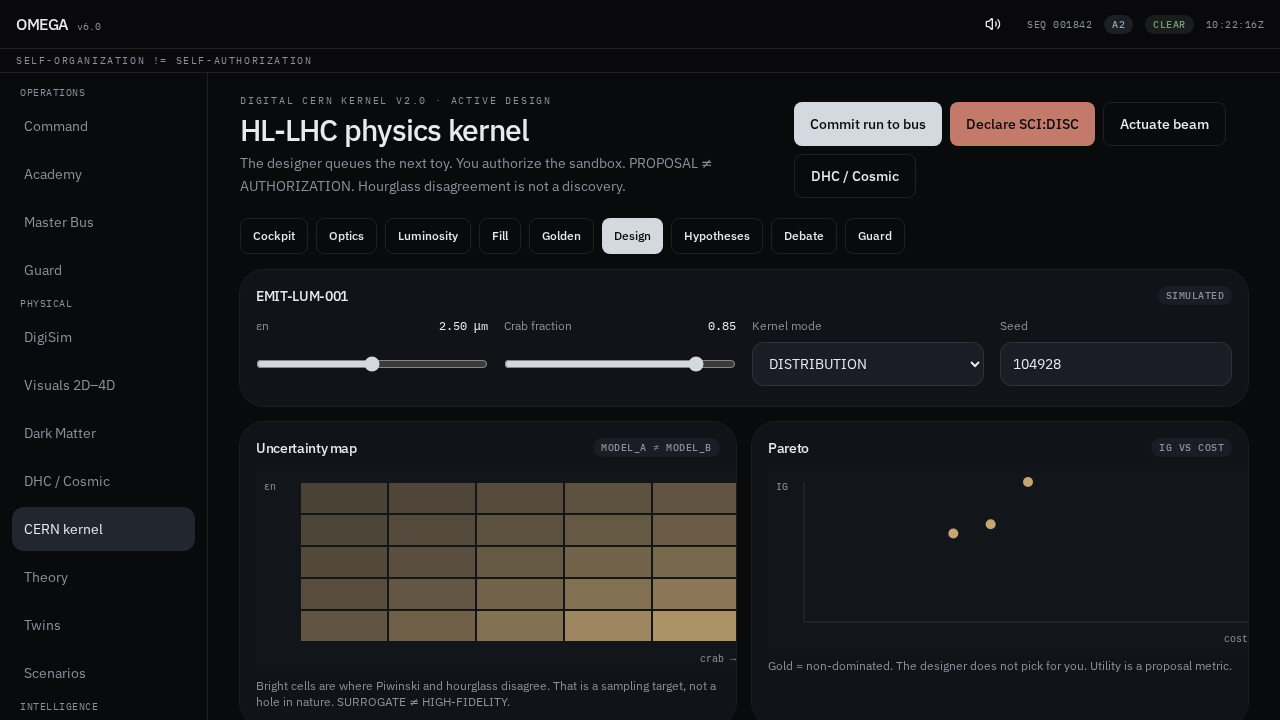 OMEGA v6.0
SEQ 001842 A2 CLEAR 10:22:16Z
SELF-ORGANIZATION != SELF-AUTHORIZATION
OPERATIONS
Command
Academy
Master Bus
Guard
PHYSICAL
DigiSim
Visuals 2D–4D
Dark Matter
DHC / Cosmic
CERN kernel
Theory
Twins
Scenarios
INTELLIGENCE
DIGITAL CERN KERNEL V2.0 · ACTIVE DESIGN
HL-LHC physics kernel
The designer queues the next toy. You authorize the sandbox. PROPOSAL ≠
AUTHORIZATION. Hourglass disagreement is not a discovery.
Commit run to bus Declare SCI:DISC Actuate beam
DHC / Cosmic
Cockpit Optics Luminosity Fill Golden Design Hypotheses Debate Guard
EMIT-LUM-001 SIMULATED
εn 2.50 µm Crab fraction 0.85 Kernel mode Seed
DISTRIBUTION 104928
Uncertainty map MODEL_A ≠ MODEL_B
εn
crab →
Bright cells are where Piwinski and hourglass disagree. That is a sampling target, not a
hole in nature. SURROGATE ≠ HIGH-FIDELITY.
Pareto IG VS COST
IG
cost
Gold = non-dominated. The designer does not pick for you. Utility is a proposal metric.